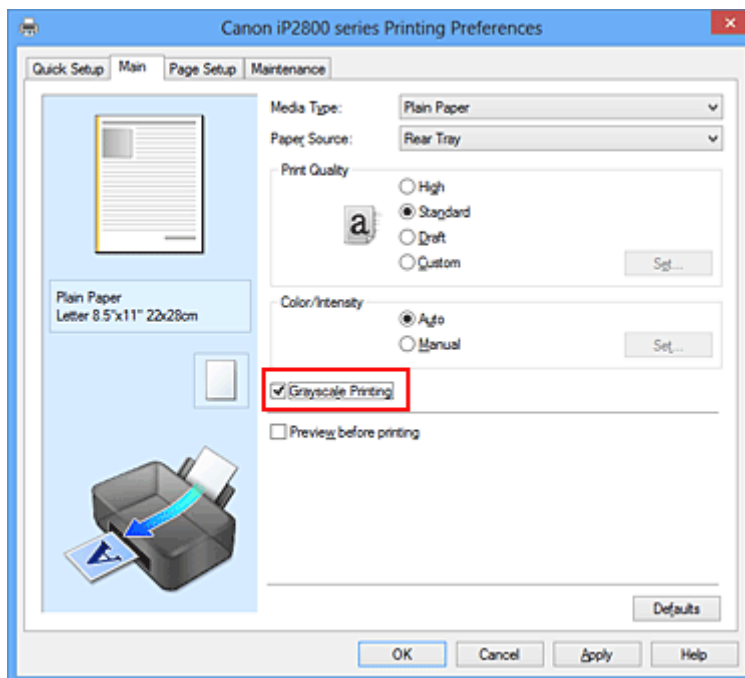 Canon iP2800 series Printing Preferences
Quick Setup Main Page Setup Maintenance
Media Type: Plain Paper
Paper Source: Rear Tray
Print Quality
High
a Standard
Draft
Custom Set...
Plain Paper
Letter 8.5"x11" 22x28cm
Color/Intensity
Auto
Manual Set...
Grayscale Printing
Preview before printing
A
Defaults
OK Cancel Apply Help